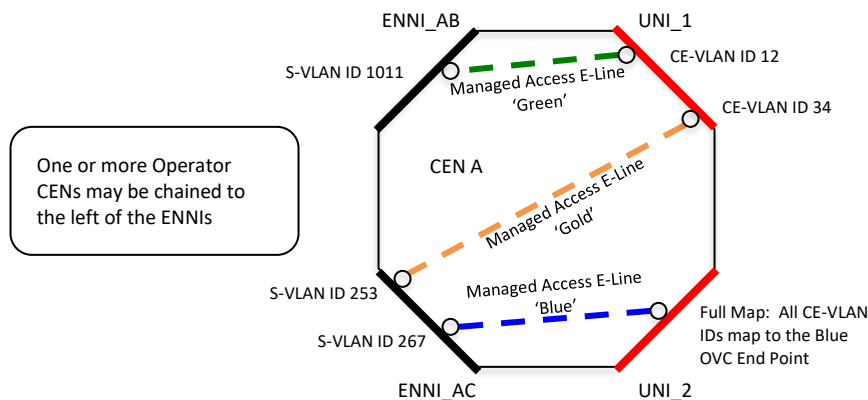 ENNI_AB
UNI_1
S-VLAN ID 1011
CE-VLAN ID 12
Managed Access E-Line
‘Green’
CE-VLAN ID 34
One or more Operator
CENs may be chained to
the left of the ENNIs
CEN A
Managed Access E-Line
‘Gold’
S-VLAN ID 253
Managed Access E-Line
‘Blue’
S-VLAN ID 267
Full Map:  All CE-VLAN
IDs map to the Blue
OVC End Point
ENNI_AC
UNI_2